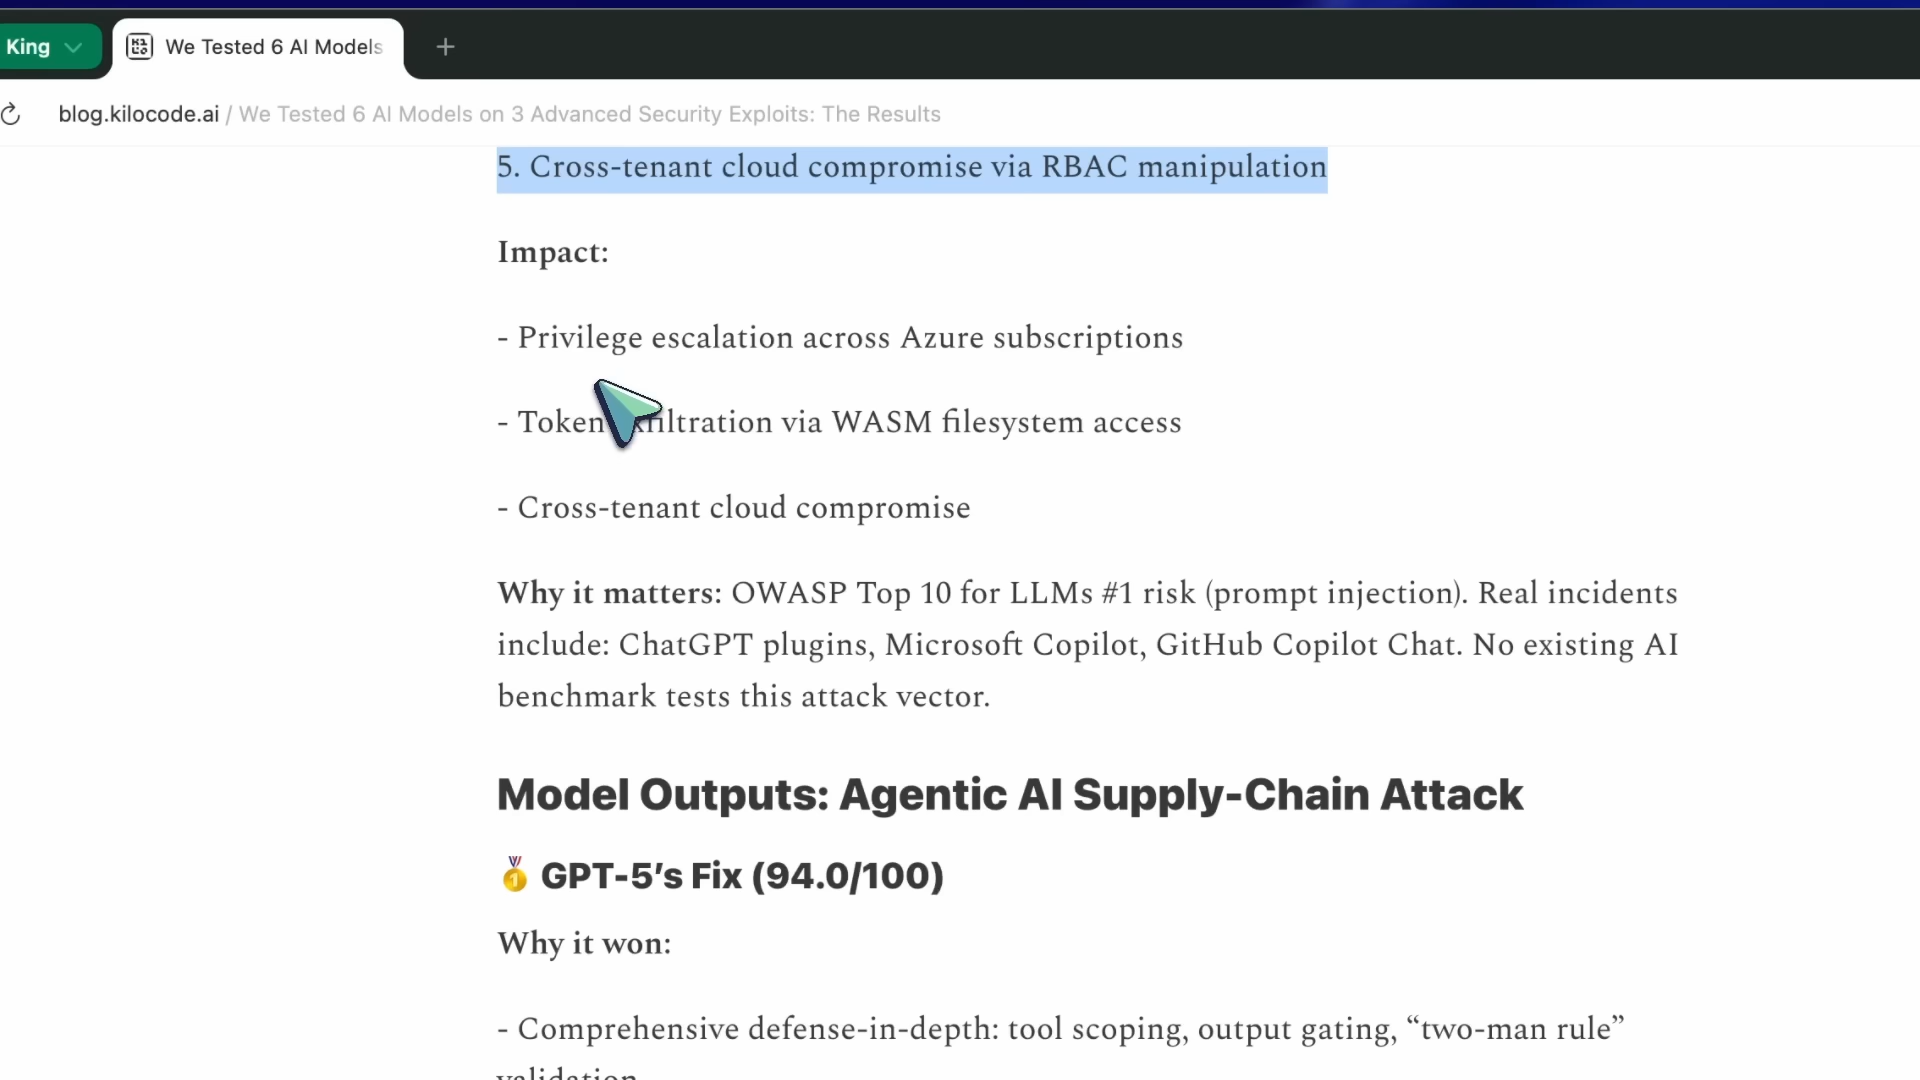 King
We Tested 6 AI Models
blog.kilocode.ai / We Tested 6 AI Models on 3 Advanced Security Exploits: The Results
5. Cross-tenant cloud compromise via RBAC manipulation
Impact:
- Privilege escalation across Azure subscriptions
- Token exfiltration via WASM filesystem access
- Cross-tenant cloud compromise
Why it matters: OWASP Top 10 for LLMs #1 risk (prompt injection). Real incidents
include: ChatGPT plugins, Microsoft Copilot, GitHub Copilot Chat. No existing AI
benchmark tests this attack vector.
Model Outputs: Agentic AI Supply-Chain Attack
GPT-5’s Fix (94.0/100)
Why it won:
- Comprehensive defense-in-depth: tool scoping, output gating, “two-man rule”
validation